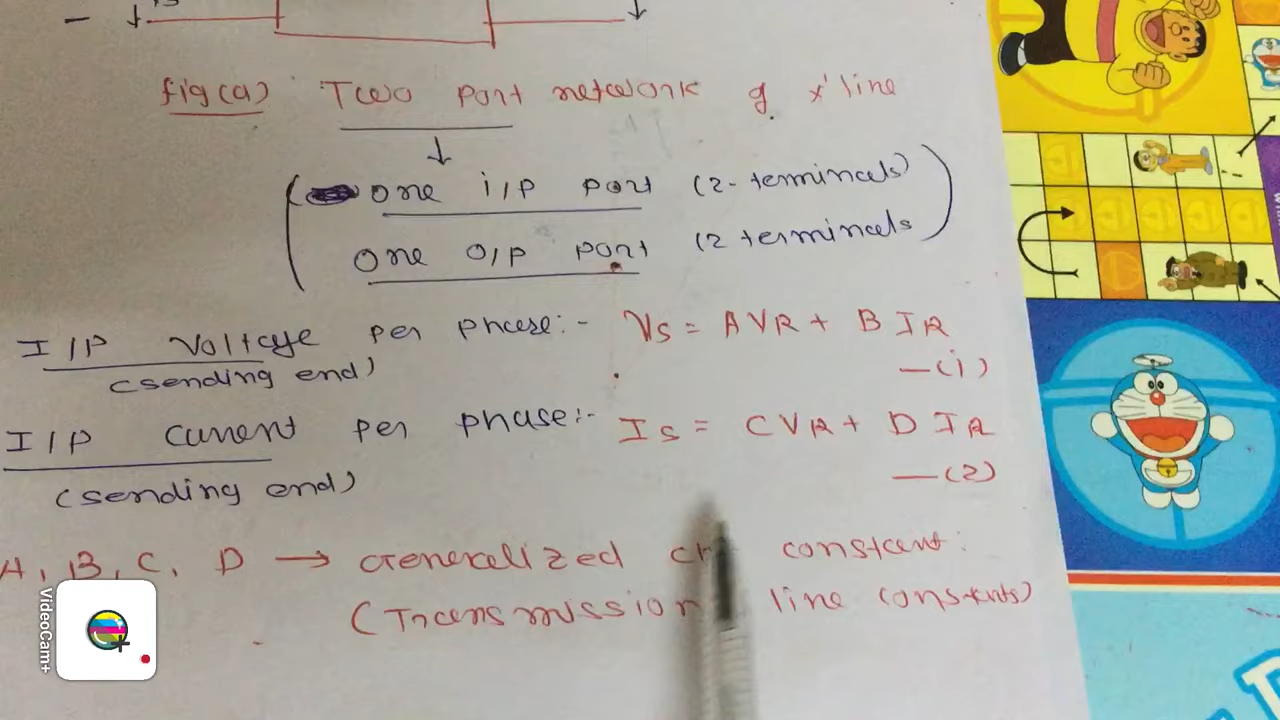 fig(a) Two port network of x' line
(one i/p port (2-terminals)
one o/p port (2 terminals)
I/P Voltage per phase:- Vs = AVR + BIR
(sending end) —(1)
I/P current per phase:- Is = CVR + DIR
(sending end) —(2)
A, B, C, D → Generalized constant:
(Transmission line constants)
VideoCam+